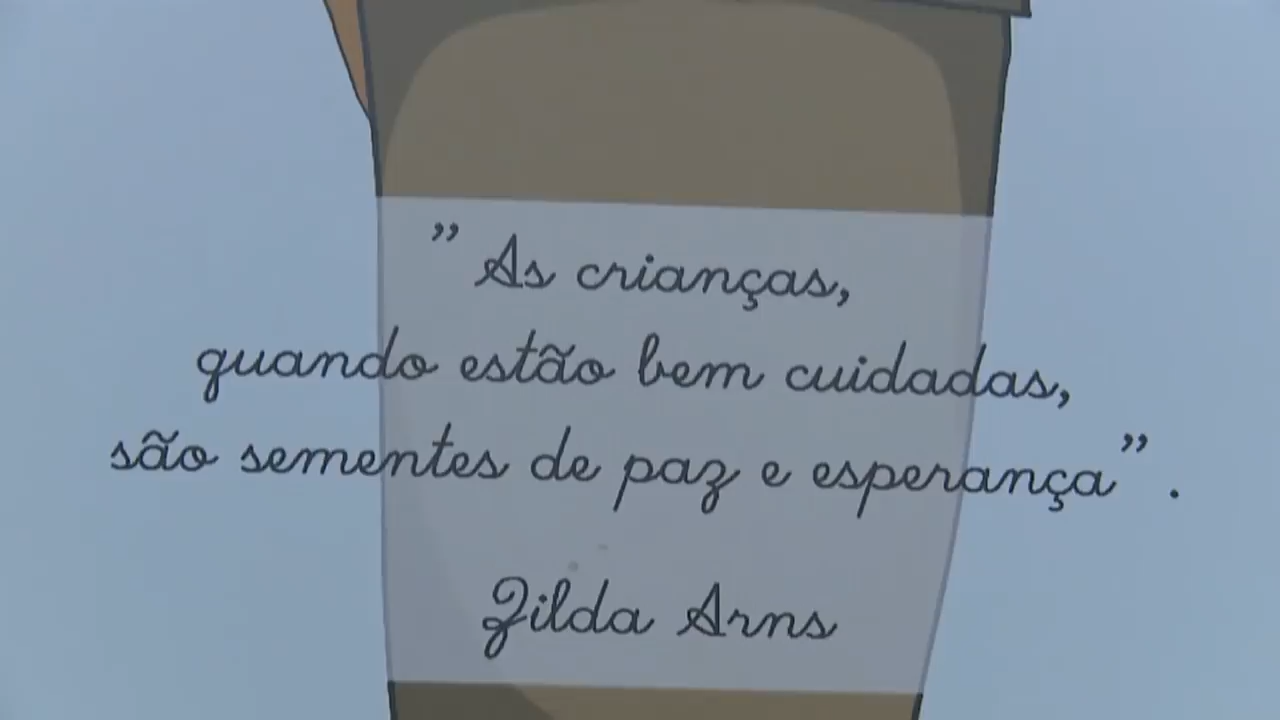 ” As crianças,
quando estão bem cuidadas,
são sementes de paz e esperança”.
Zilda Arns